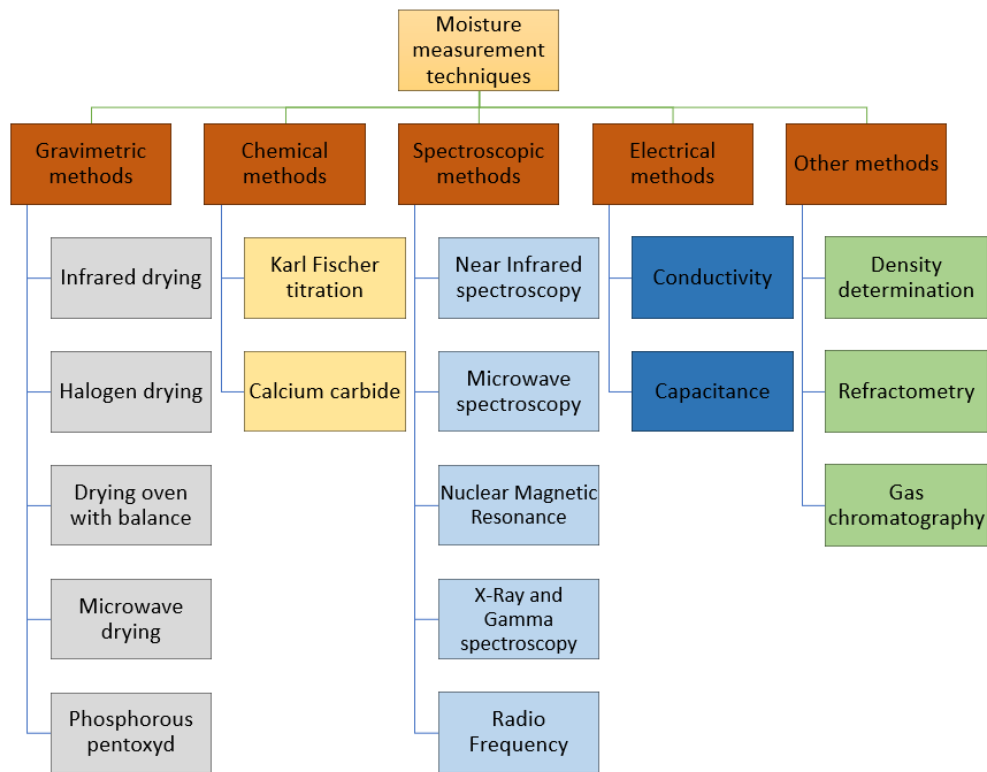 Moisture
measurement
techniques
Gravimetric
methods
Chemical
methods
Spectroscopic
methods
Electrical
methods
Other methods
Infrared drying
Halogen drying
Drying oven
with balance
Microwave
drying
Phosphorous
pentoxyd
Karl Fischer
titration
Calcium carbide
Near Infrared
spectroscopy
Microwave
spectroscopy
Nuclear Magnetic
Resonance
X-Ray and
Gamma
spectroscopy
Radio
Frequency
Conductivity
Capacitance
Density
determination
Refractometry
Gas
chromatography